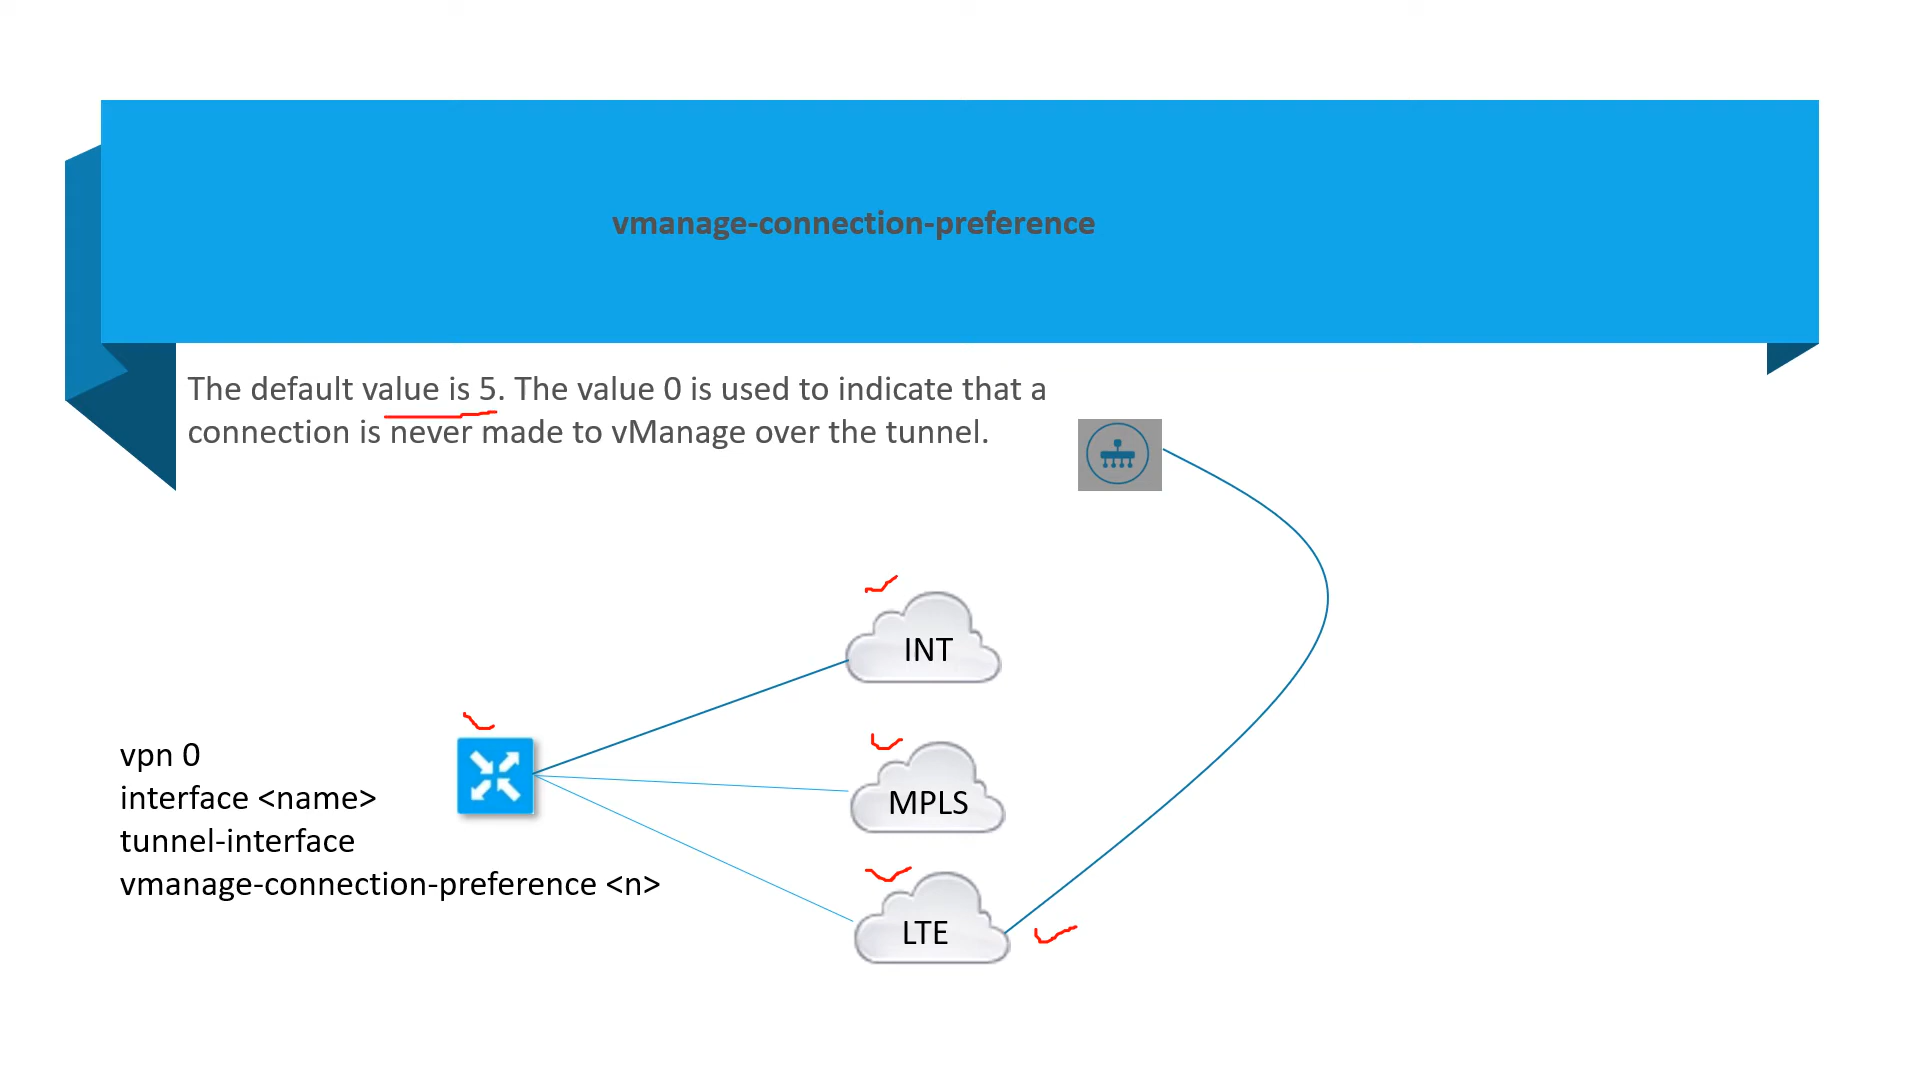 vmanage-connection-preference
The default value is 5. The value 0 is used to indicate that a
connection is never made to vManage over the tunnel.
INT
MPLS
LTE
vpn 0
interface <name>
tunnel-interface
vmanage-connection-preference <n>